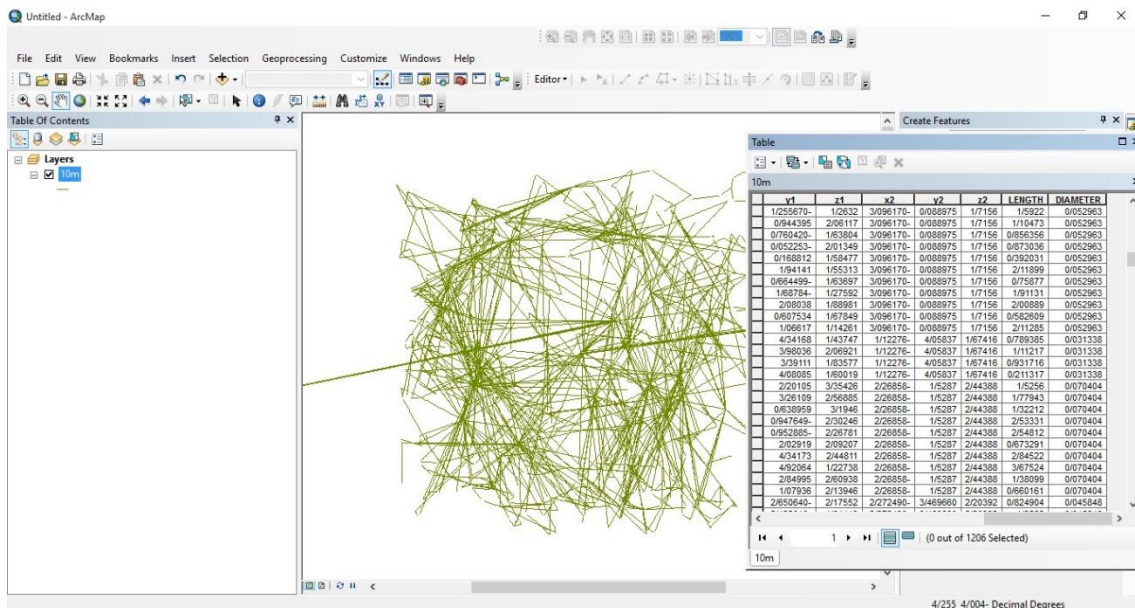 Untitled - ArcMap
100%
File Edit View Bookmarks Insert Selection Geoprocessing Customize Windows Help
Editor
Table Of Contents
Create Features
Layers
10m
Table
10m
y1 z1 x2 y2 z2 LENGTH DIAMETER
1/255670- 1/2632 3/096170- 0/088975 1/7156 1/5922 0/052963
0/944395 2/06117 3/096170- 0/088975 1/7156 1/10473 0/052963
0/760420- 1/63804 3/096170- 0/088975 1/7156 0/856356 0/052963
0/052253- 2/01349 3/096170- 0/088975 1/7156 0/873036 0/052963
0/168812 1/58477 3/096170- 0/088975 1/7156 0/392031 0/052963
1/94141 1/55313 3/096170- 0/088975 1/7156 2/11899 0/052963
0/664499- 1/63697 3/096170- 0/088975 1/7156 0/75877 0/052963
1/68784- 1/27592 3/096170- 0/088975 1/7156 1/91131 0/052963
2/08038 1/88981 3/096170- 0/088975 1/7156 2/00889 0/052963
0/607534 1/67849 3/096170- 0/088975 1/7156 0/582609 0/052963
1/06617 1/14261 3/096170- 0/088975 1/7156 2/11285 0/052963
4/34168 1/43747 1/12276- 4/05837 1/67416 0/789385 0/031338
3/98036 2/06921 1/12276- 4/05837 1/67416 1/11217 0/031338
3/39111 1/83577 1/12276- 4/05837 1/67416 0/931716 0/031338
4/08085 1/60019 1/12276- 4/05837 1/67416 0/211317 0/031338
2/20105 3/35426 2/26858- 1/5287 2/44388 1/5256 0/070404
3/26109 2/56885 2/26858- 1/5287 2/44388 1/77943 0/070404
0/638959 3/1946 2/26858- 1/5287 2/44388 1/32212 0/070404
0/947649- 2/30246 2/26858- 1/5287 2/44388 2/53331 0/070404
0/952885- 2/26781 2/26858- 1/5287 2/44388 2/54812 0/070404
2/02919 2/09207 2/26858- 1/5287 2/44388 0/673291 0/070404
4/34173 2/44811 2/26858- 1/5287 2/44388 2/84522 0/070404
4/92064 1/22738 2/26858- 1/5287 2/44388 3/67524 0/070404
2/84995 2/60938 2/26858- 1/5287 2/44388 1/38099 0/070404
1/07936 2/13946 2/26858- 1/5287 2/44388 0/660161 0/070404
2/650640- 2/17552 2/272490- 3/469660 2/20392 0/824904 0/045848
1 (0 out of 1206 Selected)
10m
4/255 4/004- Decimal Degrees